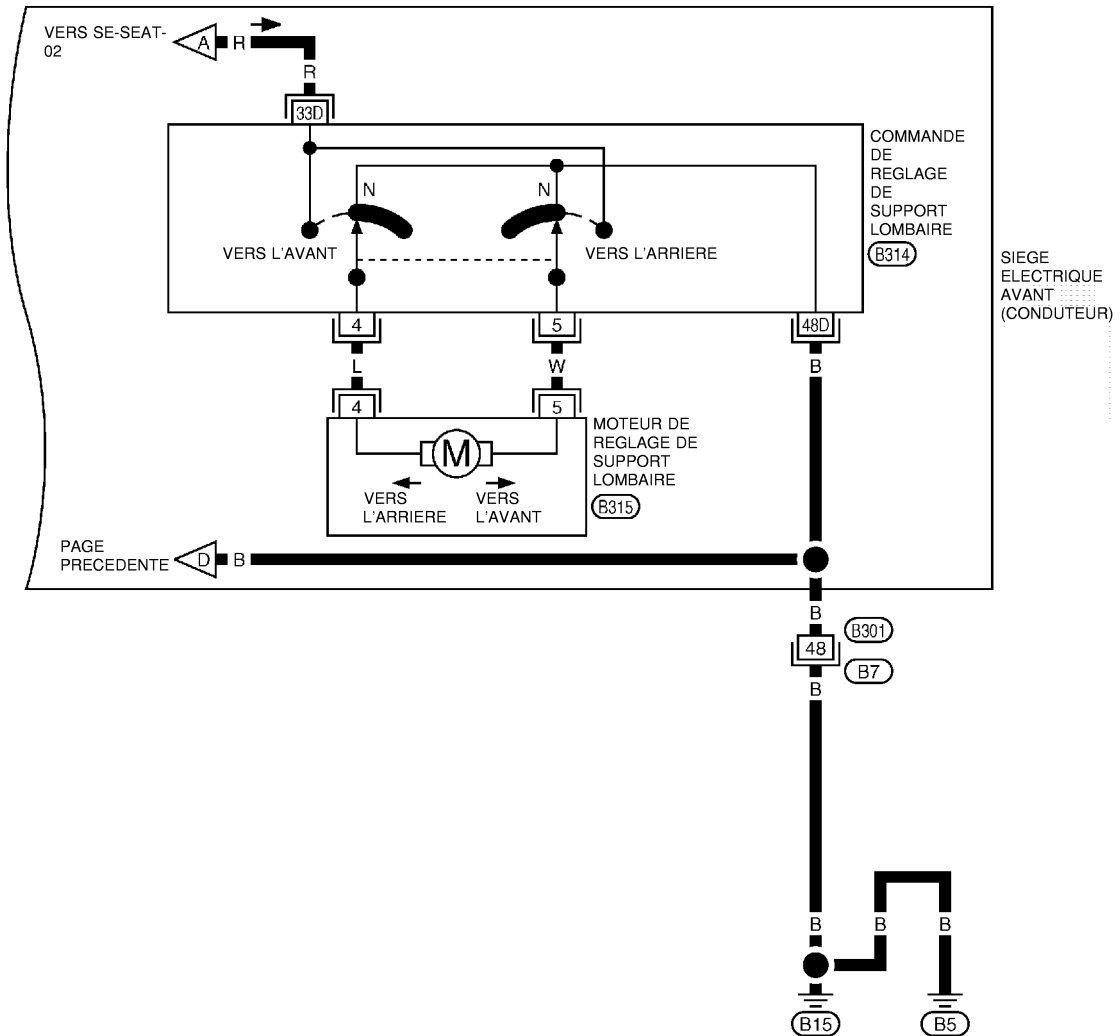 VERS SE-SEAT-
02
A
R
R
33D
COMMANDE
DE
REGLAGE
DE
SUPPORT
LOMBAIRE
B314
N
N
VERS L'AVANT
VERS L'ARRIERE
SIEGE
ELECTRIQUE
AVANT
(CONDUTEUR)
4
5
48D
L
W
B
4
5
MOTEUR DE
REGLAGE DE
SUPPORT
LOMBAIRE
B315
M
VERS
L'ARRIERE
VERS
L'AVANT
PAGE
PRECEDENTE
D
B
B
B301
48
B7
B
B
B
B
B15
B5